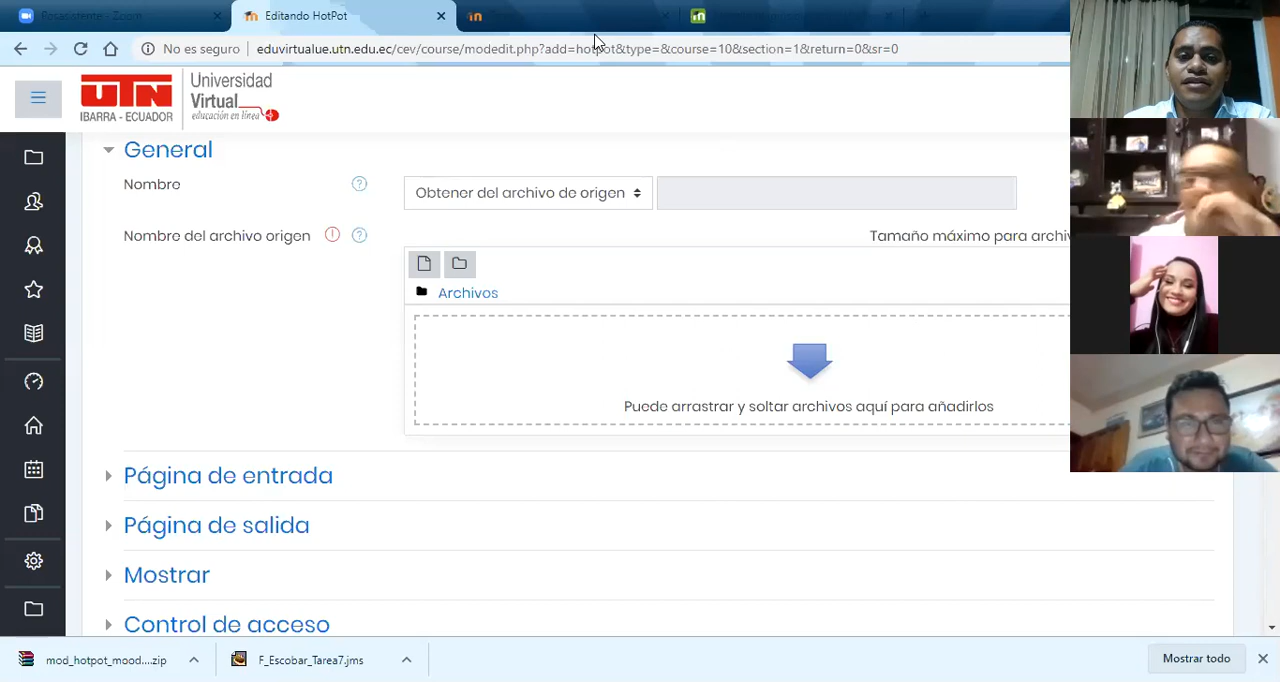 Posasorente - Zoom
Editando HotPot
No es seguro
eduvirtualue.utn.edu.ec/cev/course/modedit.php?add=hotpot&type=&course=10&section=1&return=0&sr=0
UTN
IBARRA - ECUADOR
Universidad
Virtual
educación en línea
General
Nombre
Obtener del archivo de origen
Nombre del archivo origen
Tamaño máximo para archi
Archivos
Puede arrastrar y soltar archivos aquí para añadirlos
Página de entrada
Página de salida
Mostrar
Control de acceso
mod_hotpot_mood....zip
F_Escobar_Tarea7.jms
Mostrar todo